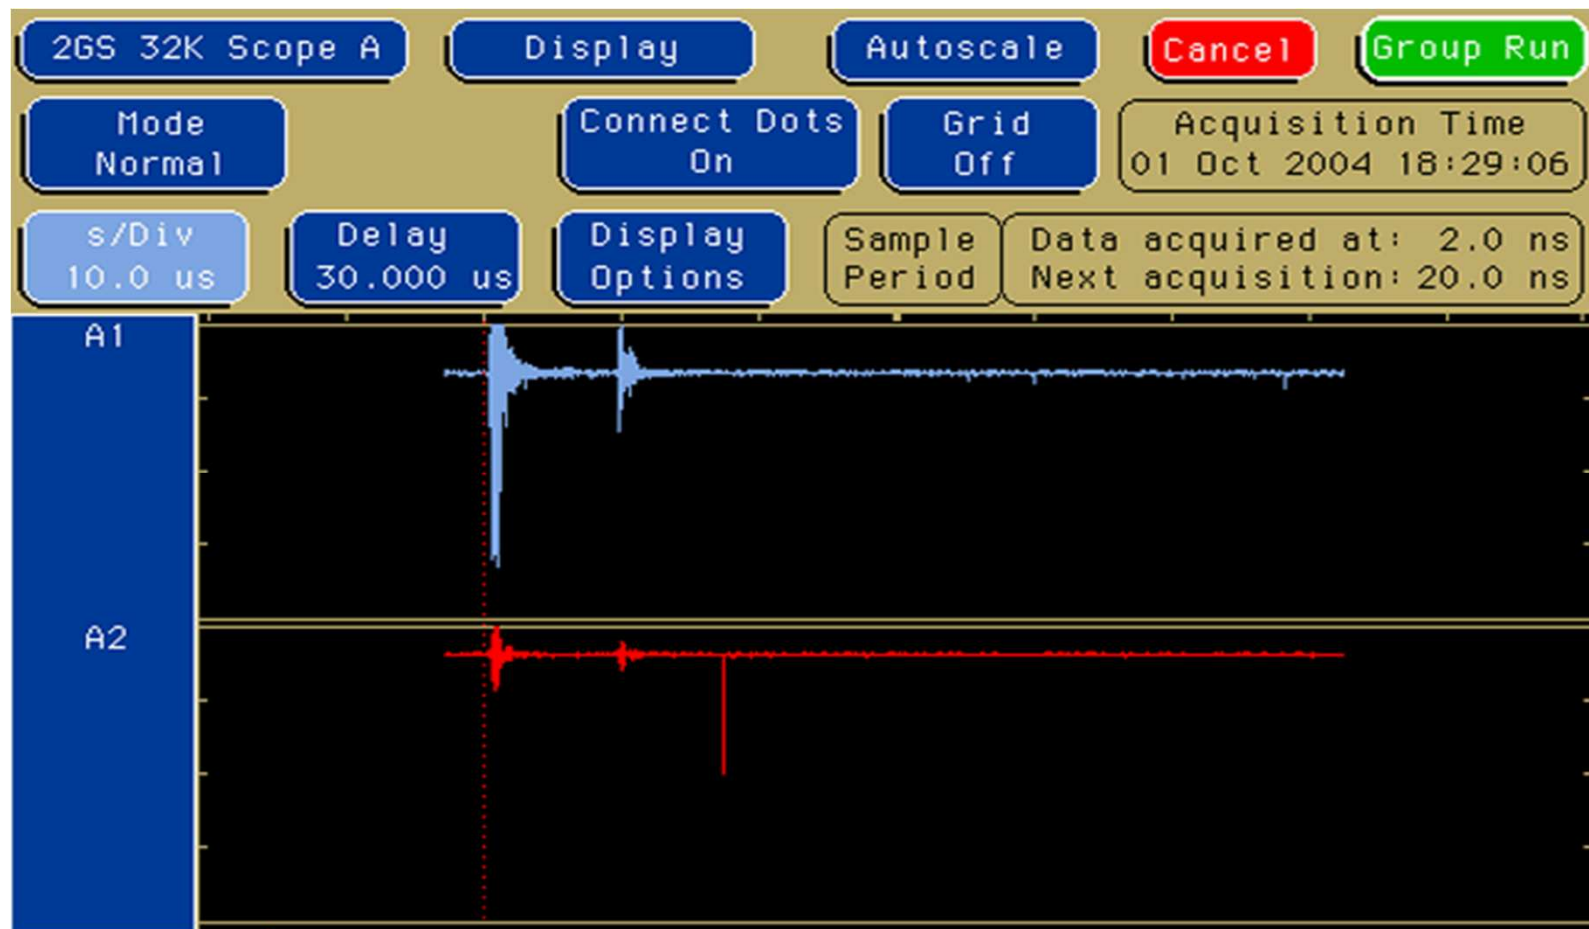 2GS 32K Scope A
Display
Autoscale
Cancel
Group Run
Mode
Normal
Connect Dots
On
Grid
Off
Acquisition Time
01 Oct 2004 18:29:06
s/Div
10.0 us
Delay
30.000 us
Display
Options
Sample
Period
Data acquired at: 2.0 ns
Next acquisition: 20.0 ns
A1
A2